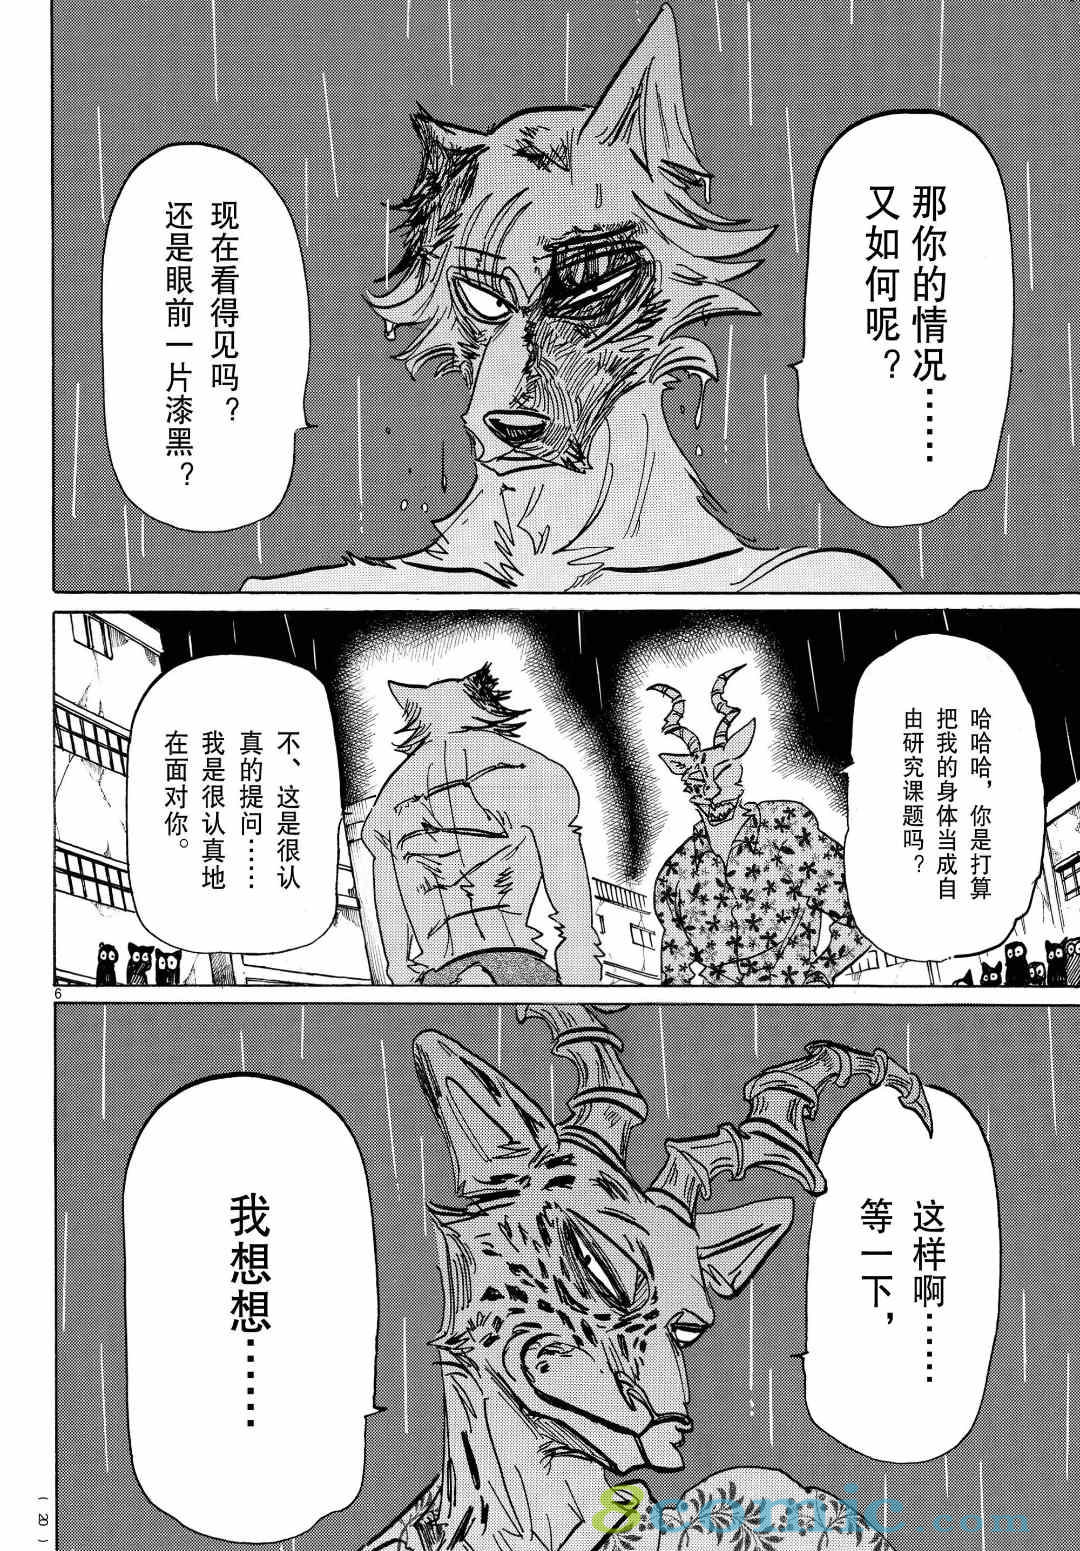 那你的情况……
又如何呢？
现在看得见吗？
还是眼前一片漆黑？
哈哈哈，你是打算
把我的身体当成自
由研究课题吗？
不、这是很认
真的提问……
我是很认真地
在面对你。
6
这样啊……
等一下，
我想想……
(20)
8comic.com